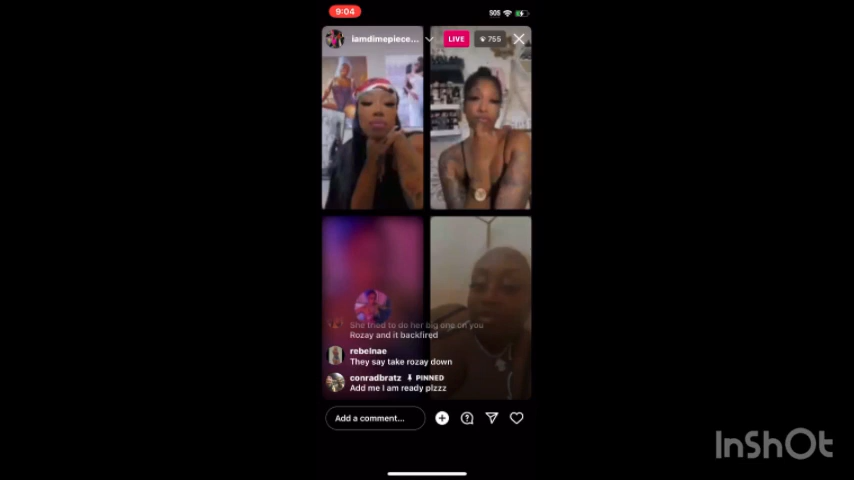 9:04
SOS
iamdimepiece...
LIVE
755
She tried to do her big one on you
Rozay and it backfired
rebelnae
They say take rozay down
conradbratz PINNED
Add me I am ready plzzz
Add a comment...
InShOt